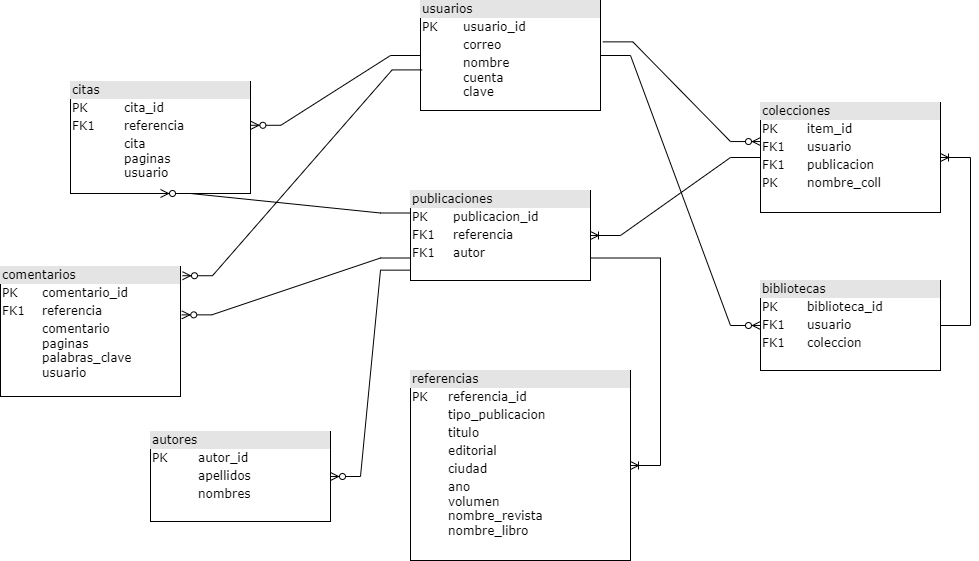 usuarios
PK usuario_id
correo
nombre
cuenta
clave
citas
PK cita_id
FK1 referencia
cita
paginas
usuario
colecciones
PK item_id
FK1 usuario
FK1 publicacion
PK nombre_coll
publicaciones
PK publicacion_id
FK1 referencia
FK1 autor
comentarios
PK comentario_id
FK1 referencia
comentario
paginas
palabras_clave
usuario
bibliotecas
PK biblioteca_id
FK1 usuario
FK1 coleccion
referencias
PK referencia_id
tipo_publicacion
titulo
editorial
ciudad
ano
volumen
nombre_revista
nombre_libro
autores
PK autor_id
apellidos
nombres